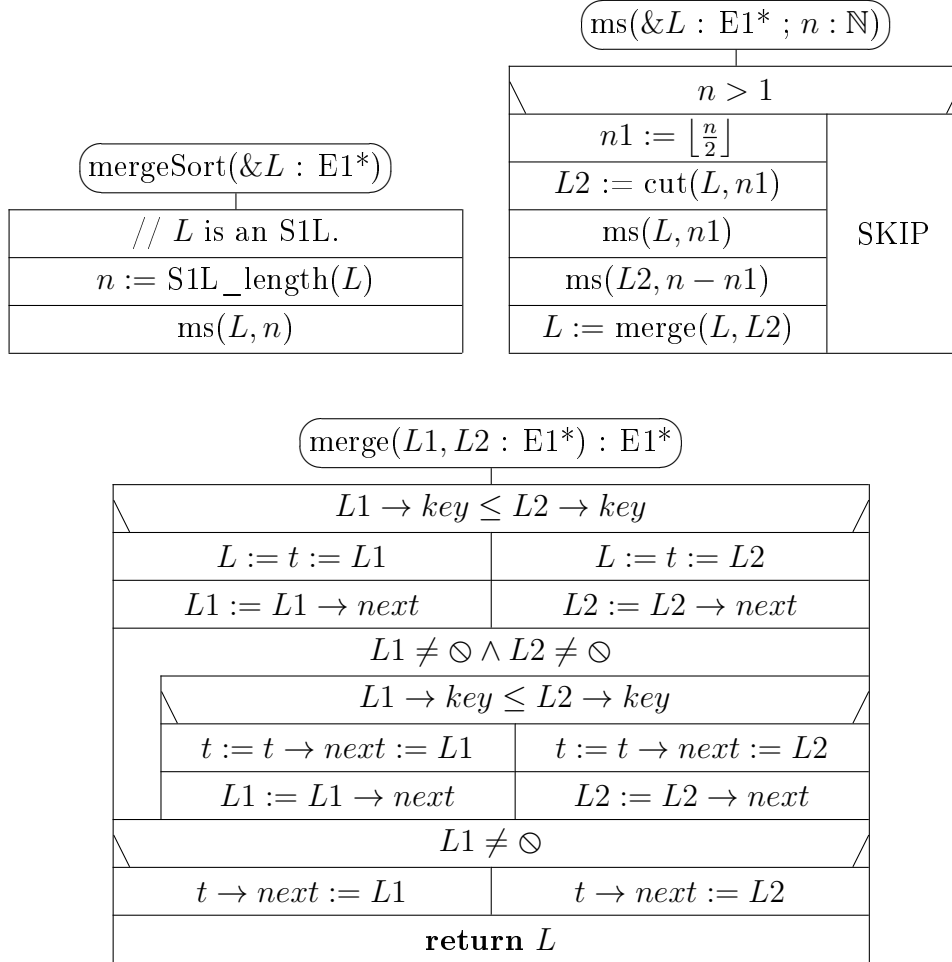 mergeSort(&L : E1*)
// L is an S1L.
n := S1L_length(L)
ms(L, n)
ms(&L : E1* ; n : ℕ)
n > 1
n1 := ⌊n/2⌋
L2 := cut(L, n1)
ms(L, n1)
ms(L2, n − n1)
L := merge(L, L2)
SKIP
merge(L1, L2 : E1*) : E1*
L1 → key ≤ L2 → key
L := t := L1
L := t := L2
L1 := L1 → next
L2 := L2 → next
L1 ≠ ⦸ ∧ L2 ≠ ⦸
L1 → key ≤ L2 → key
t := t → next := L1
t := t → next := L2
L1 := L1 → next
L2 := L2 → next
L1 ≠ ⦸
t → next := L1
t → next := L2
return L